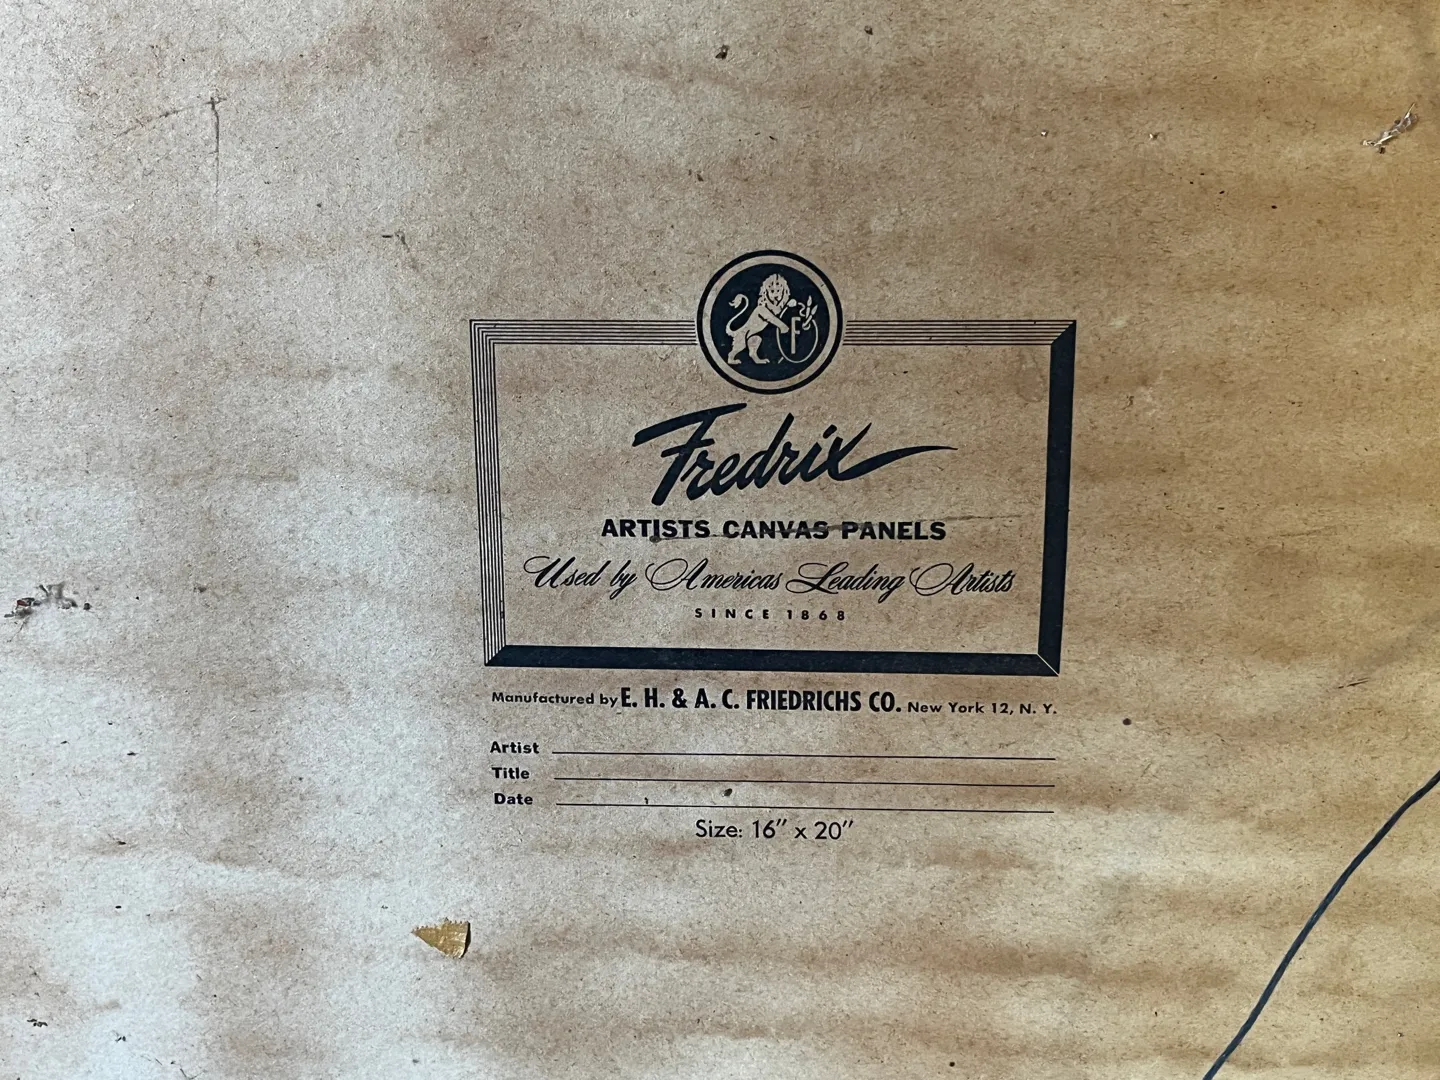 F
Fredrix
ARTISTS CANVAS PANELS
Used by Americas Leading Artists
SINCE 1868
Manufactured by E. H. & A. C. FRIEDRICHS CO. New York 12, N. Y.
Artist
Title
Date
Size: 16″ x 20″